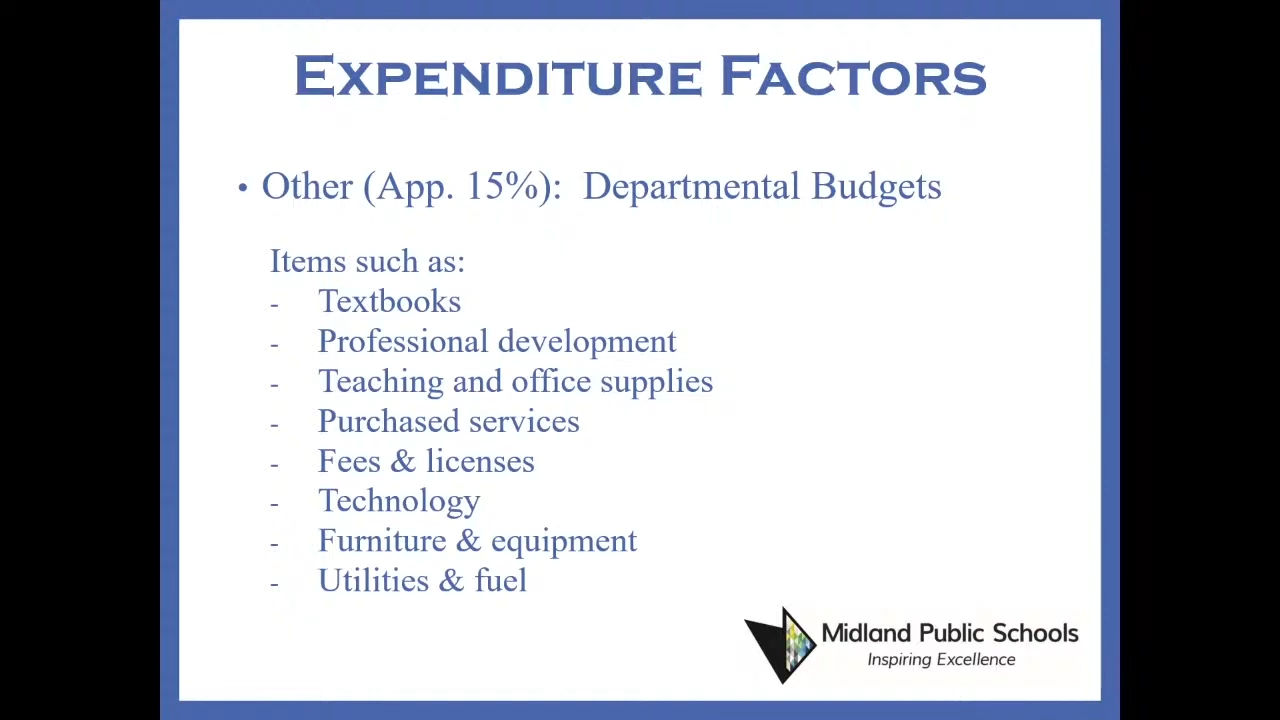 EXPENDITURE FACTORS
• Other (App. 15%): Departmental Budgets
Items such as:
- Textbooks
- Professional development
- Teaching and office supplies
- Purchased services
- Fees & licenses
- Technology
- Furniture & equipment
- Utilities & fuel
Midland Public Schools
Inspiring Excellence